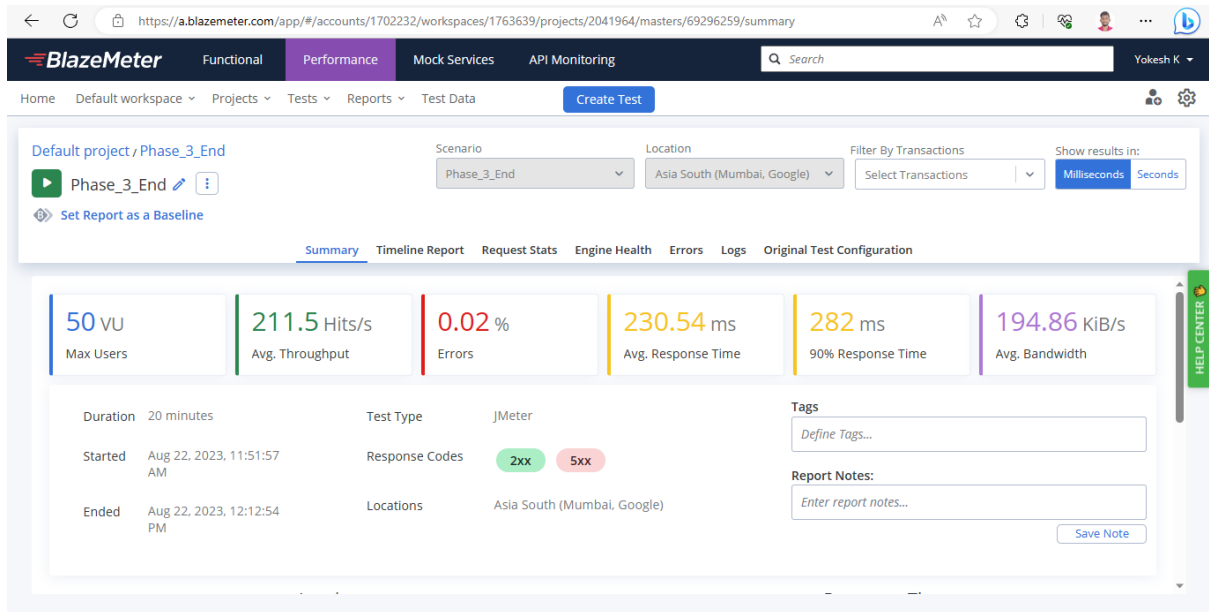 https://a.blazemeter.com/app/#/accounts/1702232/workspaces/1763639/projects/2041964/masters/69296259/summary
BlazeMeter Functional Performance Mock Services API Monitoring Search Yokesh K
Home Default workspace Projects Tests Reports Test Data Create Test
Default project / Phase_3_End
Phase_3_End
Set Report as a Baseline
Scenario
Phase_3_End
Location
Asia South (Mumbai, Google)
Filter By Transactions
Select Transactions
Show results in:
Milliseconds Seconds
Summary Timeline Report Request Stats Engine Health Errors Logs Original Test Configuration
50 VU
Max Users
211.5 Hits/s
Avg. Throughput
0.02 %
Errors
230.54 ms
Avg. Response Time
282 ms
90% Response Time
194.86 KiB/s
Avg. Bandwidth
HELP CENTER
Duration 20 minutes
Started Aug 22, 2023, 11:51:57
AM
Ended Aug 22, 2023, 12:12:54
PM
Test Type JMeter
Response Codes 2xx 5xx
Locations Asia South (Mumbai, Google)
Tags
Define Tags...
Report Notes:
Enter report notes...
Save Note